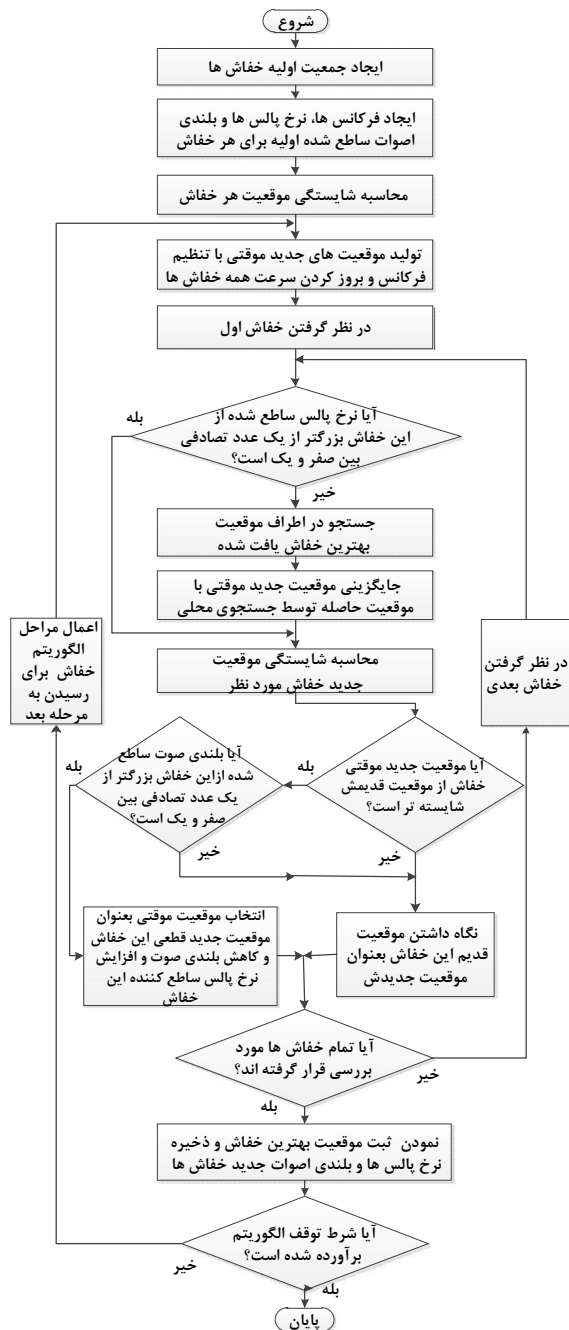 شروع
ایجاد جمعیت اولیه خفاش ها
ایجاد فرکانس ها، نرخ پالس ها و بلندی
اصوات ساطع شده اولیه برای هر خفاش
محاسبه شایستگی موقعیت هر خفاش
تولید موقعیت های جدید موقتی با تنظیم
فرکانس و بروز کردن سرعت همه خفاش ها
در نظر گرفتن خفاش اول
آیا نرخ پالس ساطع شده از
این خفاش بزرگتر از یک عدد تصادفی
بین صفر و یک است؟
بله
خیر
جستجو در اطراف موقعیت
بهترین خفاش یافت شده
جایگزینی موقعیت جدید موقتی با
موقعیت حاصله توسط جستجوی محلی
محاسبه شایستگی موقعیت
جدید خفاش مورد نظر
در نظر گرفتن
خفاش بعدی
اعمال مراحل
الگوریتم
خفاش برای
رسیدن به
مرحله بعد
آیا موقعیت جدید موقتی
خفاش از موقعیت قدیمش
شایسته تر است؟
بله
خیر
آیا بلندی صوت ساطع
شده ازاین خفاش بزرگتر از
یک عدد تصادفی بین
صفر و یک است؟
بله
خیر
نگاه داشتن موقعیت
قدیم این خفاش بعنوان
موقعیت جدیدش
انتخاب موقعیت موقتی بعنوان
موقعیت جدید قطعی این خفاش
و کاهش بلندی صوت و افزایش
نرخ پالس ساطع کننده این
خفاش
آیا تمام خفاش ها مورد
بررسی قرار گرفته اند؟
خیر
بله
نمودن ثبت موقعیت بهترین خفاش و ذخیره
نرخ پالس ها و بلندی اصوات جدید خفاش ها
آیا شرط توقف الگوریتم
برآورده شده است؟
خیر
بله
پایان